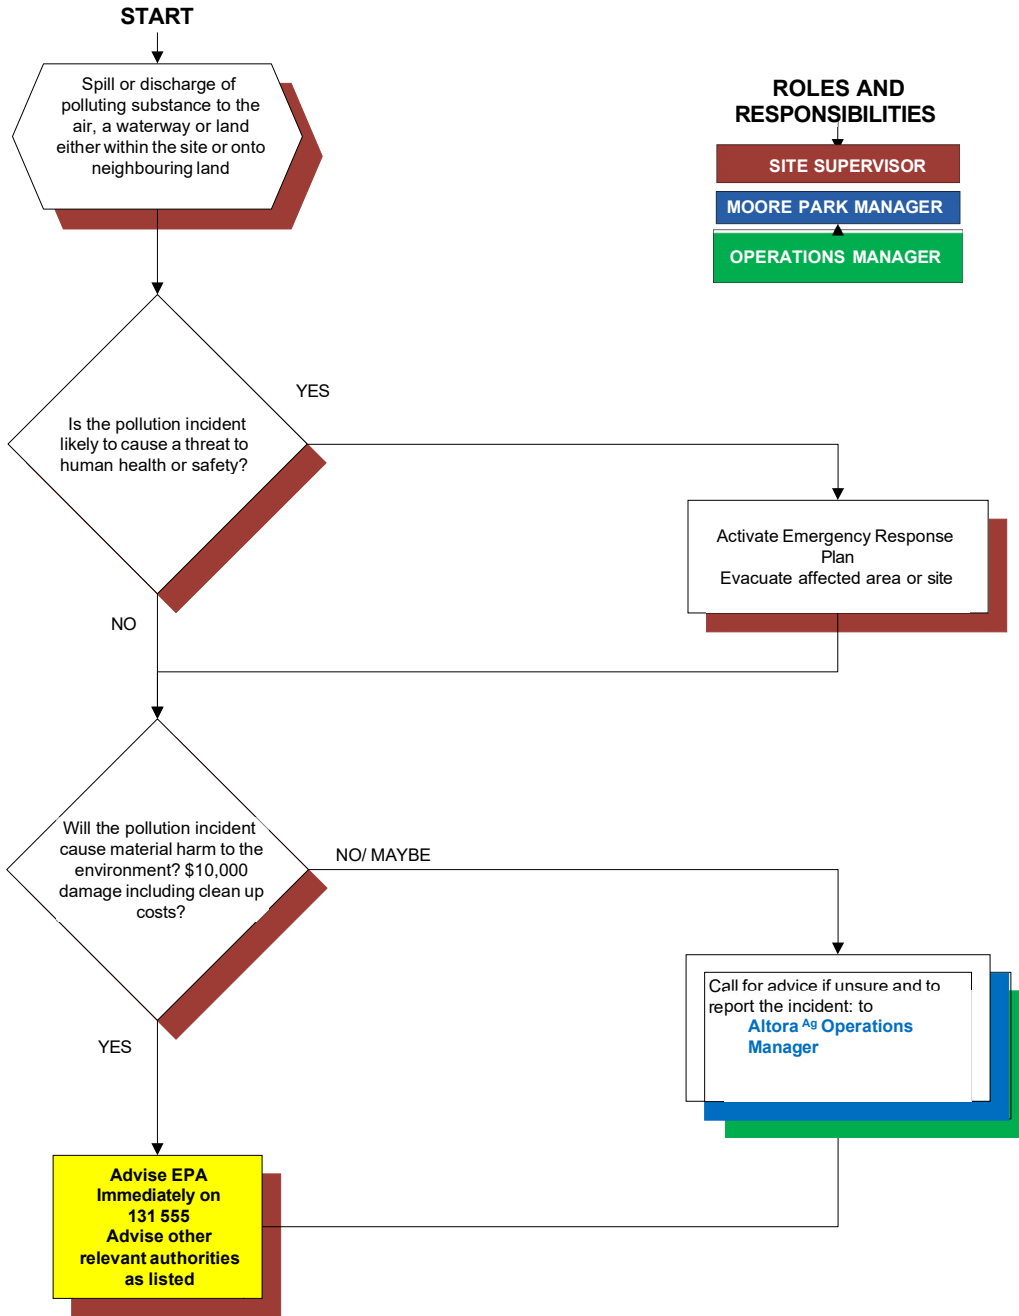 START
Spill or discharge of
polluting substance to the
air, a waterway or land
either within the site or onto
neighbouring land
ROLES AND
RESPONSIBILITIES
SITE SUPERVISOR
MOORE PARK MANAGER
OPERATIONS MANAGER
YES
Is the pollution incident
likely to cause a threat to
human health or safety?
Activate Emergency Response
Plan
Evacuate affected area or site
NO
Will the pollution incident
cause material harm to the
environment? $10,000
damage including clean up
costs?
NO/ MAYBE
Call for advice if unsure and to
report the incident: to
Altora Ag Operations
Manager
YES
Advise EPA
Immediately on
131 555
Advise other
relevant authorities
as listed